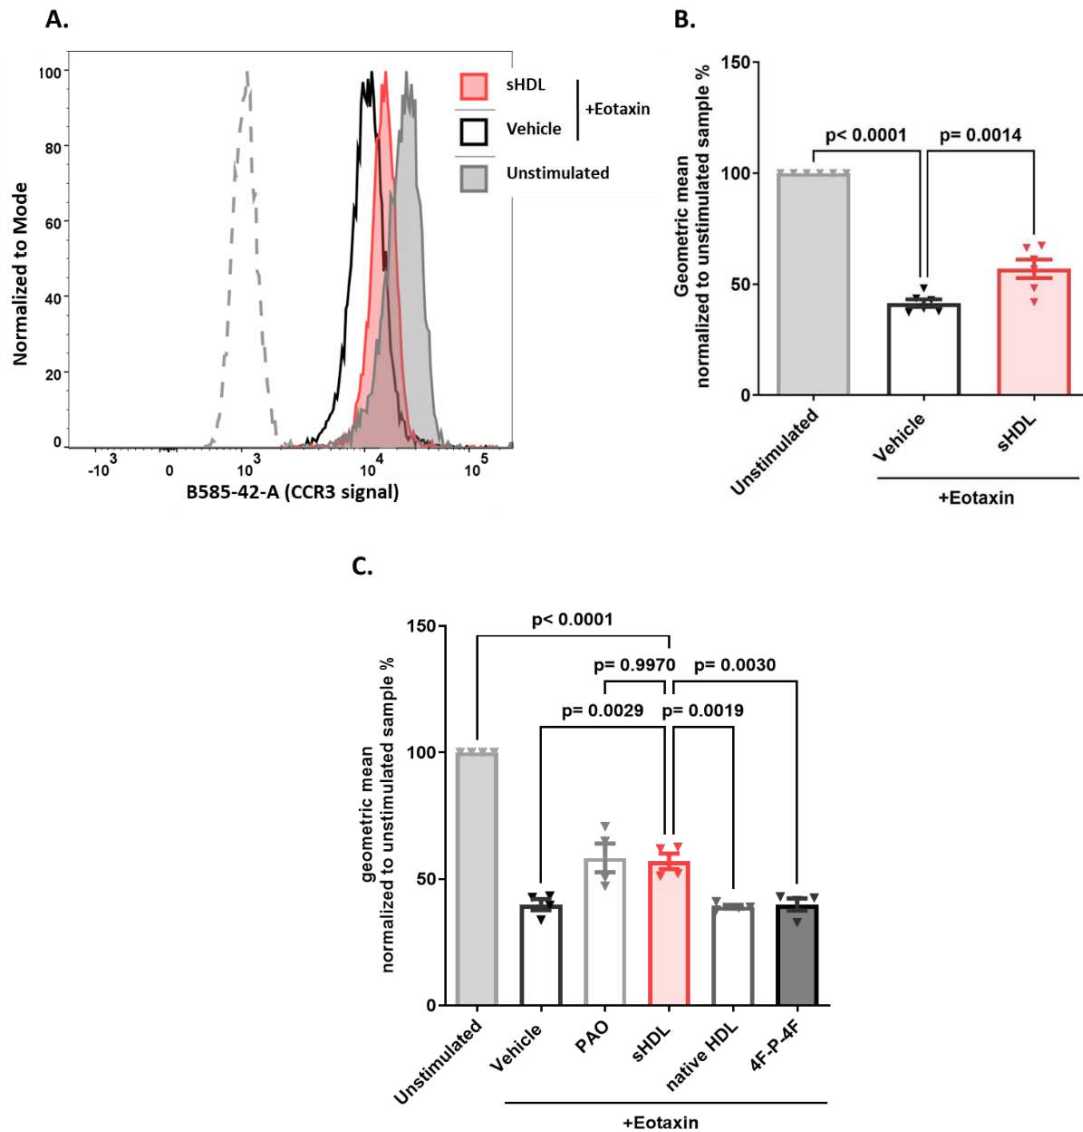 A.
100
80
60
40
20
0
Normalized to Mode
-10 3
0
10 3
10 4
10 5
B585-42-A (CCR3 signal)
sHDL
Vehicle
Unstimulated
+Eotaxin
B.
150
100
50
0
Geometric mean
normalized to unstimulated sample %
p< 0.0001
p= 0.0014
Unstimulated
Vehicle
sHDL
+Eotaxin
C.
150
100
50
0
geometric mean
normalized to unstimulated sample %
p< 0.0001
p= 0.9970
p= 0.0030
p= 0.0029
p= 0.0019
Unstimulated
Vehicle
PAO
sHDL
native HDL
4F-P-4F
+Eotaxin